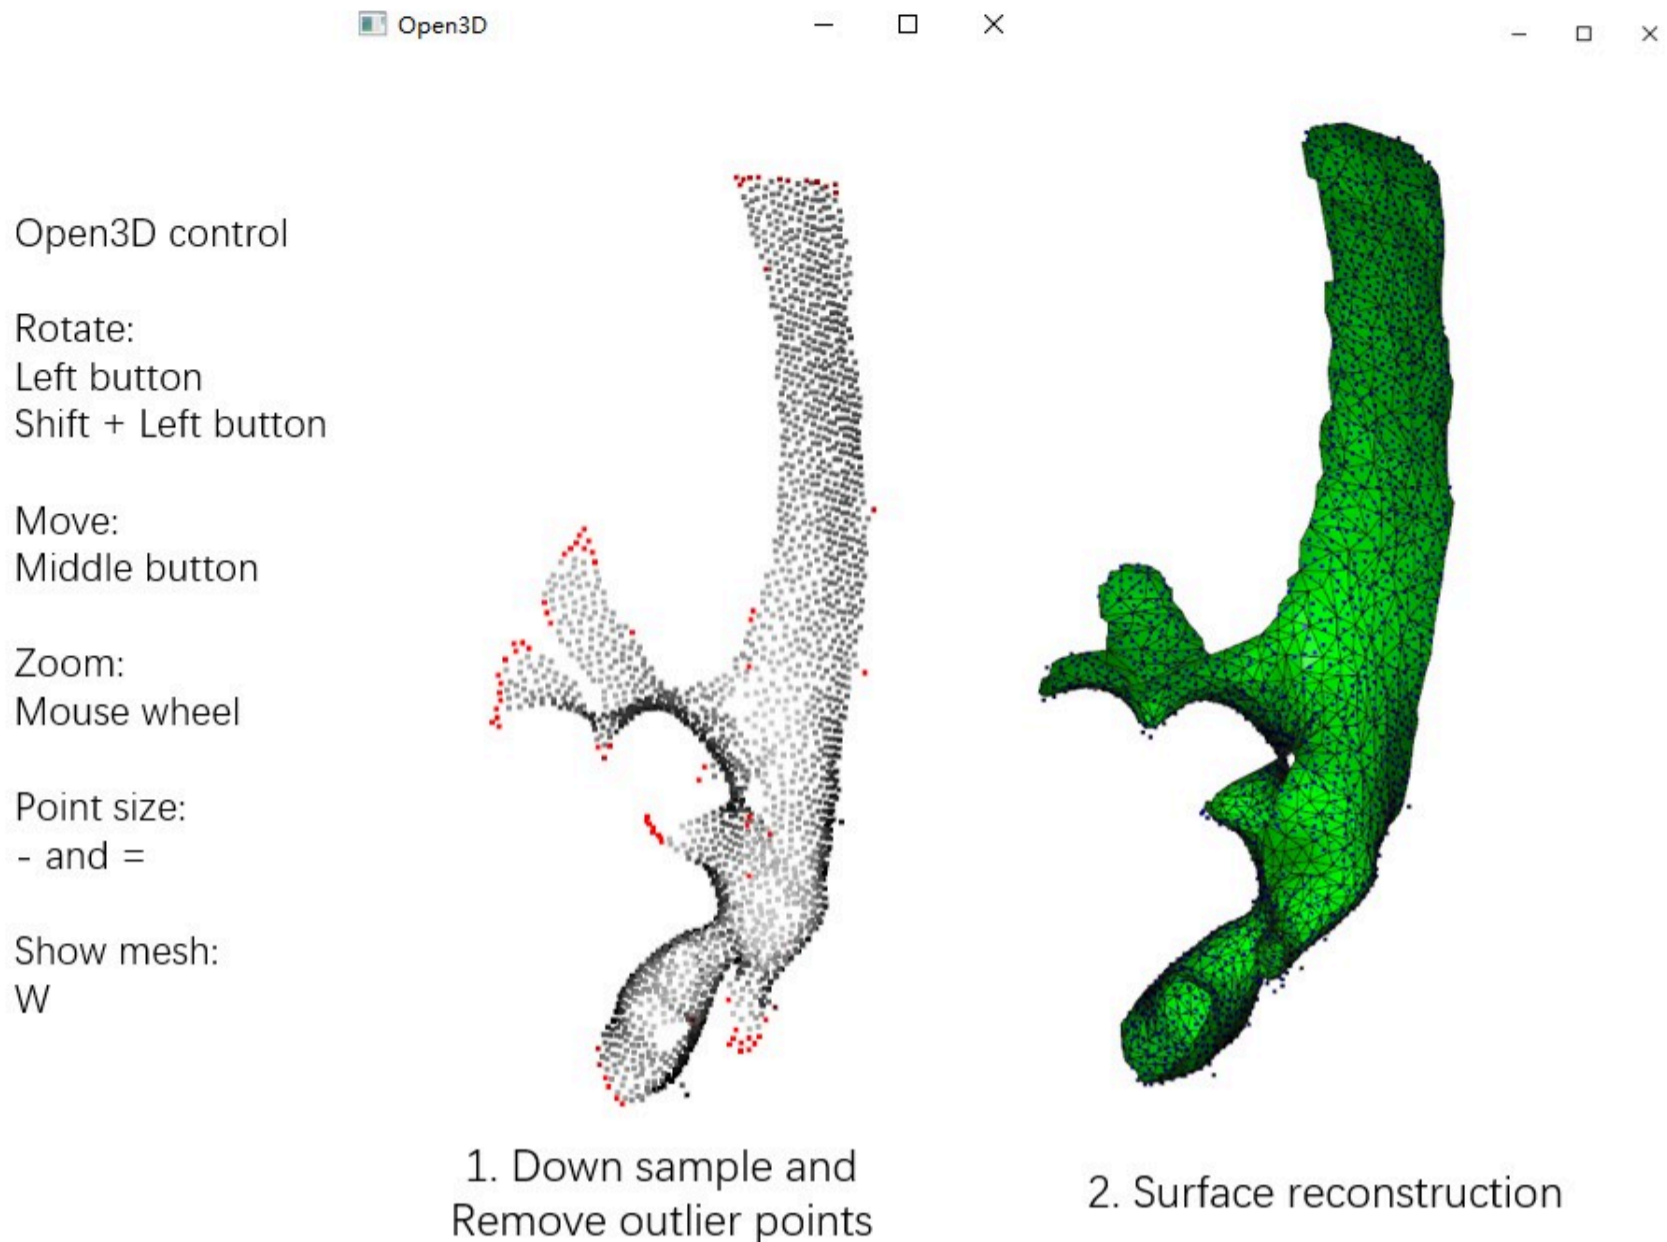 Open3D
Open3D control
Rotate:
Left button
Shift + Left button
Move:
Middle button
Zoom:
Mouse wheel
Point size:
- and =
Show mesh:
W
1. Down sample and
Remove outlier points
2. Surface reconstruction